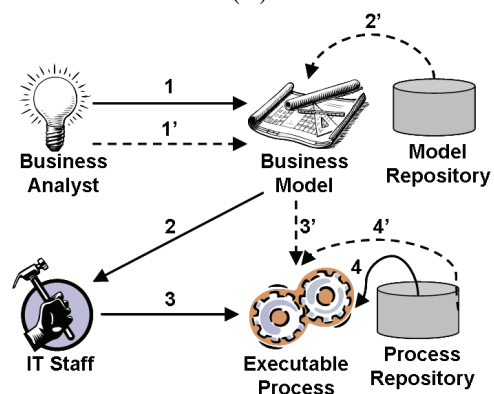 2'
1
1'
Business
Analyst
Business
Model
Model
Repository
2
3'
4'
4
3
IT Staff
Executable
Process
Process
Repository